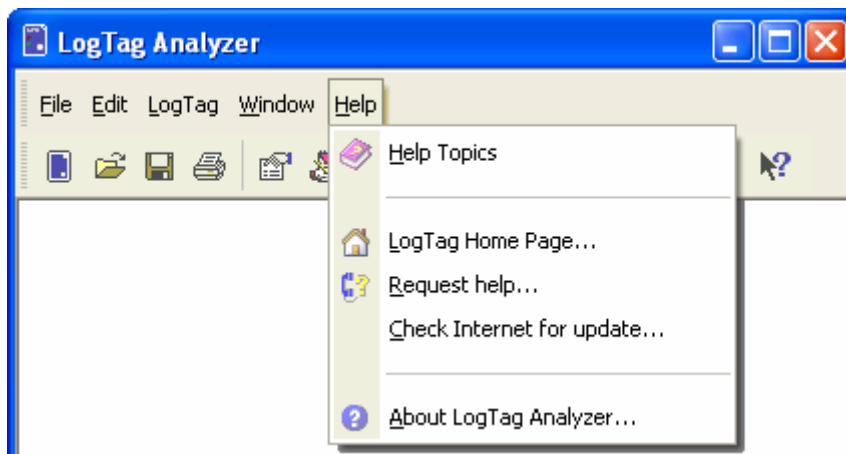 LogTag Analyzer
File Edit LogTag Window Help
Help Topics
LogTag Home Page...
Request help...
Check Internet for update...
About LogTag Analyzer...